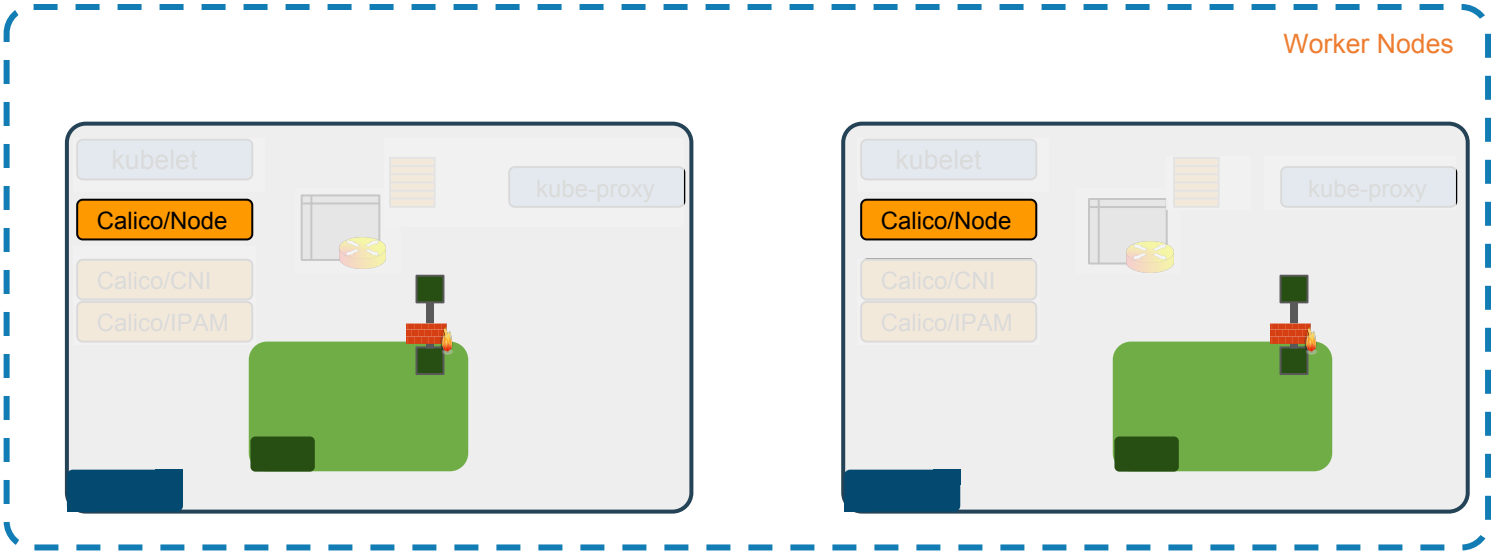 Worker Nodes
kubelet
kube-proxy
Calico/Node
Calico/CNI
Calico/IPAM
kubelet
kube-proxy
Calico/Node
Calico/CNI
Calico/IPAM